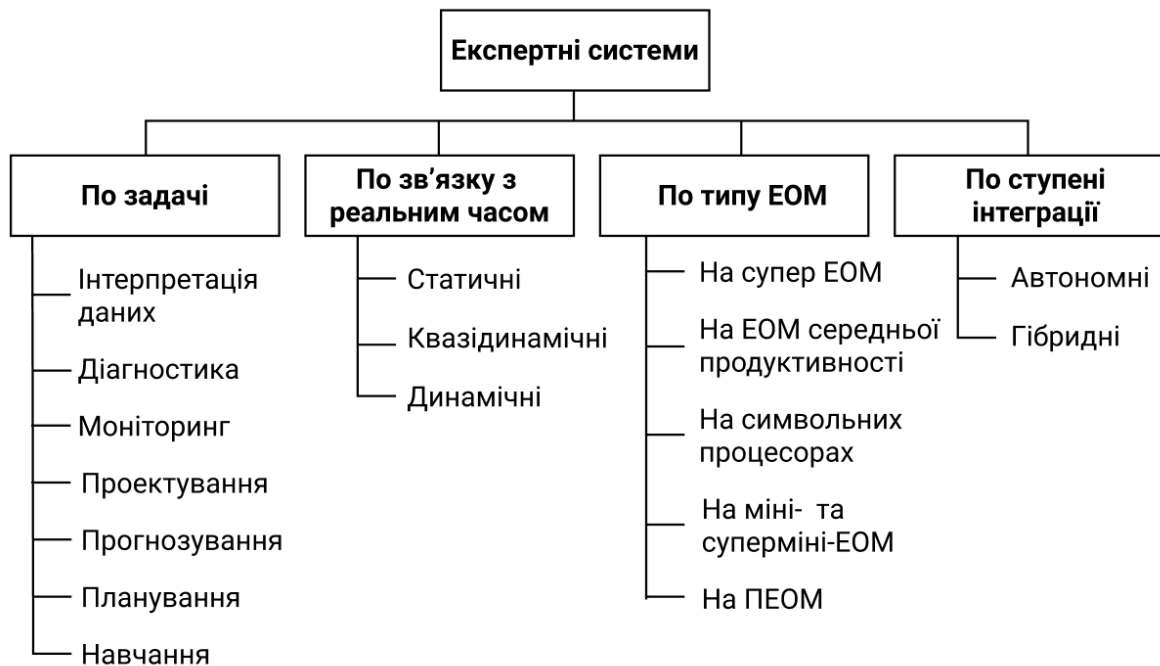 Експертні системи
По задачі
Інтерпретація
даних
Діагностика
Моніторинг
Проектування
Прогнозування
Планування
Навчання
По зв’язку з
реальним часом
Статичні
Квазідинамічні
Динамічні
По типу ЕОМ
На супер ЕОМ
На ЕОМ середньої
продуктивності
На символьних
процесорах
На міні- та
суперміні-ЕОМ
На ПЕОМ
По ступені
інтеграції
Автономні
Гібридні